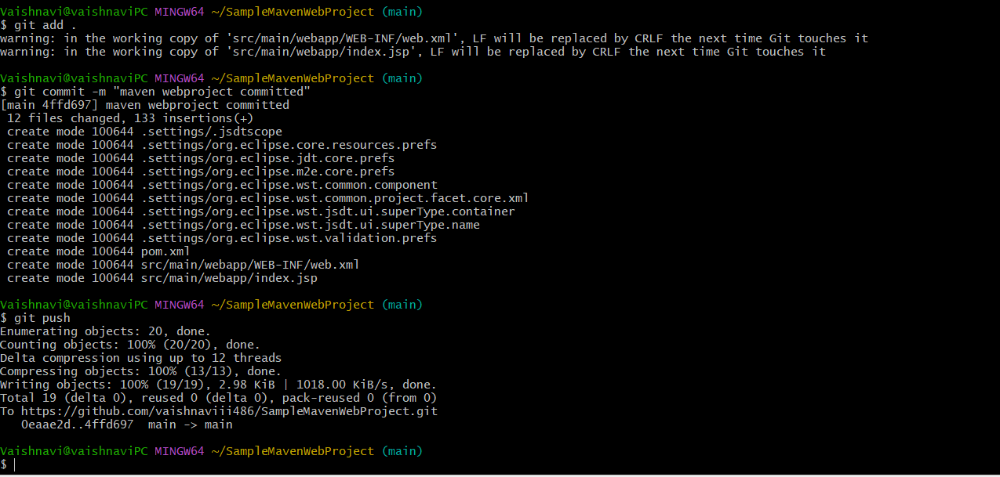 Vaishnavi@vaishnaviPC MINGW64 ~/SampleMavenWebProject (main)
$ git add .
warning: in the working copy of 'src/main/webapp/WEB-INF/web.xml', LF will be replaced by CRLF the next time Git touches it
warning: in the working copy of 'src/main/webapp/index.jsp', LF will be replaced by CRLF the next time Git touches it
Vaishnavi@vaishnaviPC MINGW64 ~/SampleMavenWebProject (main)
$ git commit -m "maven webproject committed"
[main 4ffd697] maven webproject committed
 12 files changed, 133 insertions(+)
 create mode 100644 .settings/.jsdtscope
 create mode 100644 .settings/org.eclipse.core.resources.prefs
 create mode 100644 .settings/org.eclipse.jdt.core.prefs
 create mode 100644 .settings/org.eclipse.m2e.core.prefs
 create mode 100644 .settings/org.eclipse.wst.common.component
 create mode 100644 .settings/org.eclipse.wst.common.project.facet.core.xml
 create mode 100644 .settings/org.eclipse.wst.jsdt.ui.superType.container
 create mode 100644 .settings/org.eclipse.wst.jsdt.ui.superType.name
 create mode 100644 .settings/org.eclipse.wst.validation.prefs
 create mode 100644 pom.xml
 create mode 100644 src/main/webapp/WEB-INF/web.xml
 create mode 100644 src/main/webapp/index.jsp
Vaishnavi@vaishnaviPC MINGW64 ~/SampleMavenWebProject (main)
$ git push
Enumerating objects: 20, done.
Counting objects: 100% (20/20), done.
Delta compression using up to 12 threads
Compressing objects: 100% (13/13), done.
Writing objects: 100% (19/19), 2.98 KiB | 1018.00 KiB/s, done.
Total 19 (delta 0), reused 0 (delta 0), pack-reused 0 (from 0)
To https://github.com/vaishnaviii486/SampleMavenWebProject.git
   0eaae2d..4ffd697  main -> main
Vaishnavi@vaishnaviPC MINGW64 ~/SampleMavenWebProject (main)
$